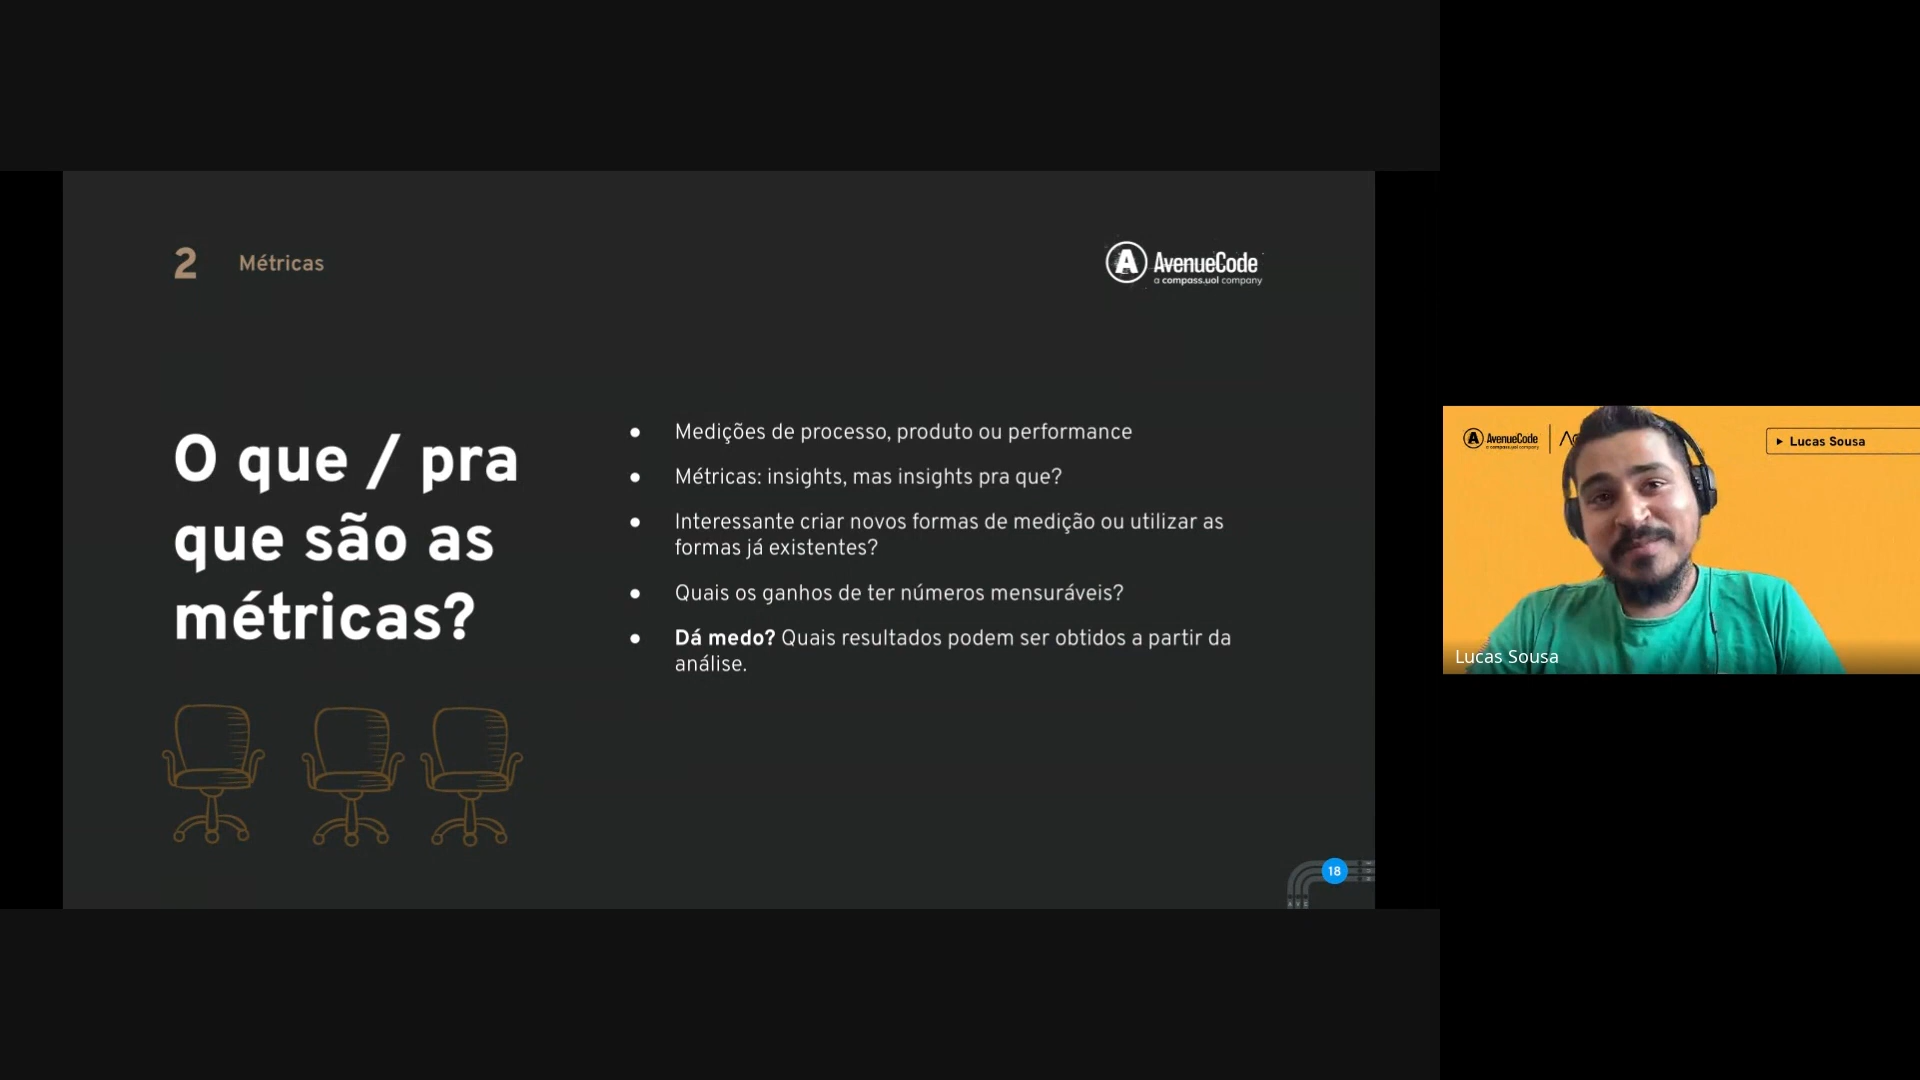 2 Métricas
AvenueCode
a compass.uol company
O que / pra
que são as
métricas?
● Medições de processo, produto ou performance
● Métricas: insights, mas insights pra que?
● Interessante criar novos formas de medição ou utilizar as
formas já existentes?
● Quais os ganhos de ter números mensuráveis?
● Dá medo? Quais resultados podem ser obtidos a partir da
análise.
18
AvenueCode
a compass.uol company
Lucas Sousa
Lucas Sousa